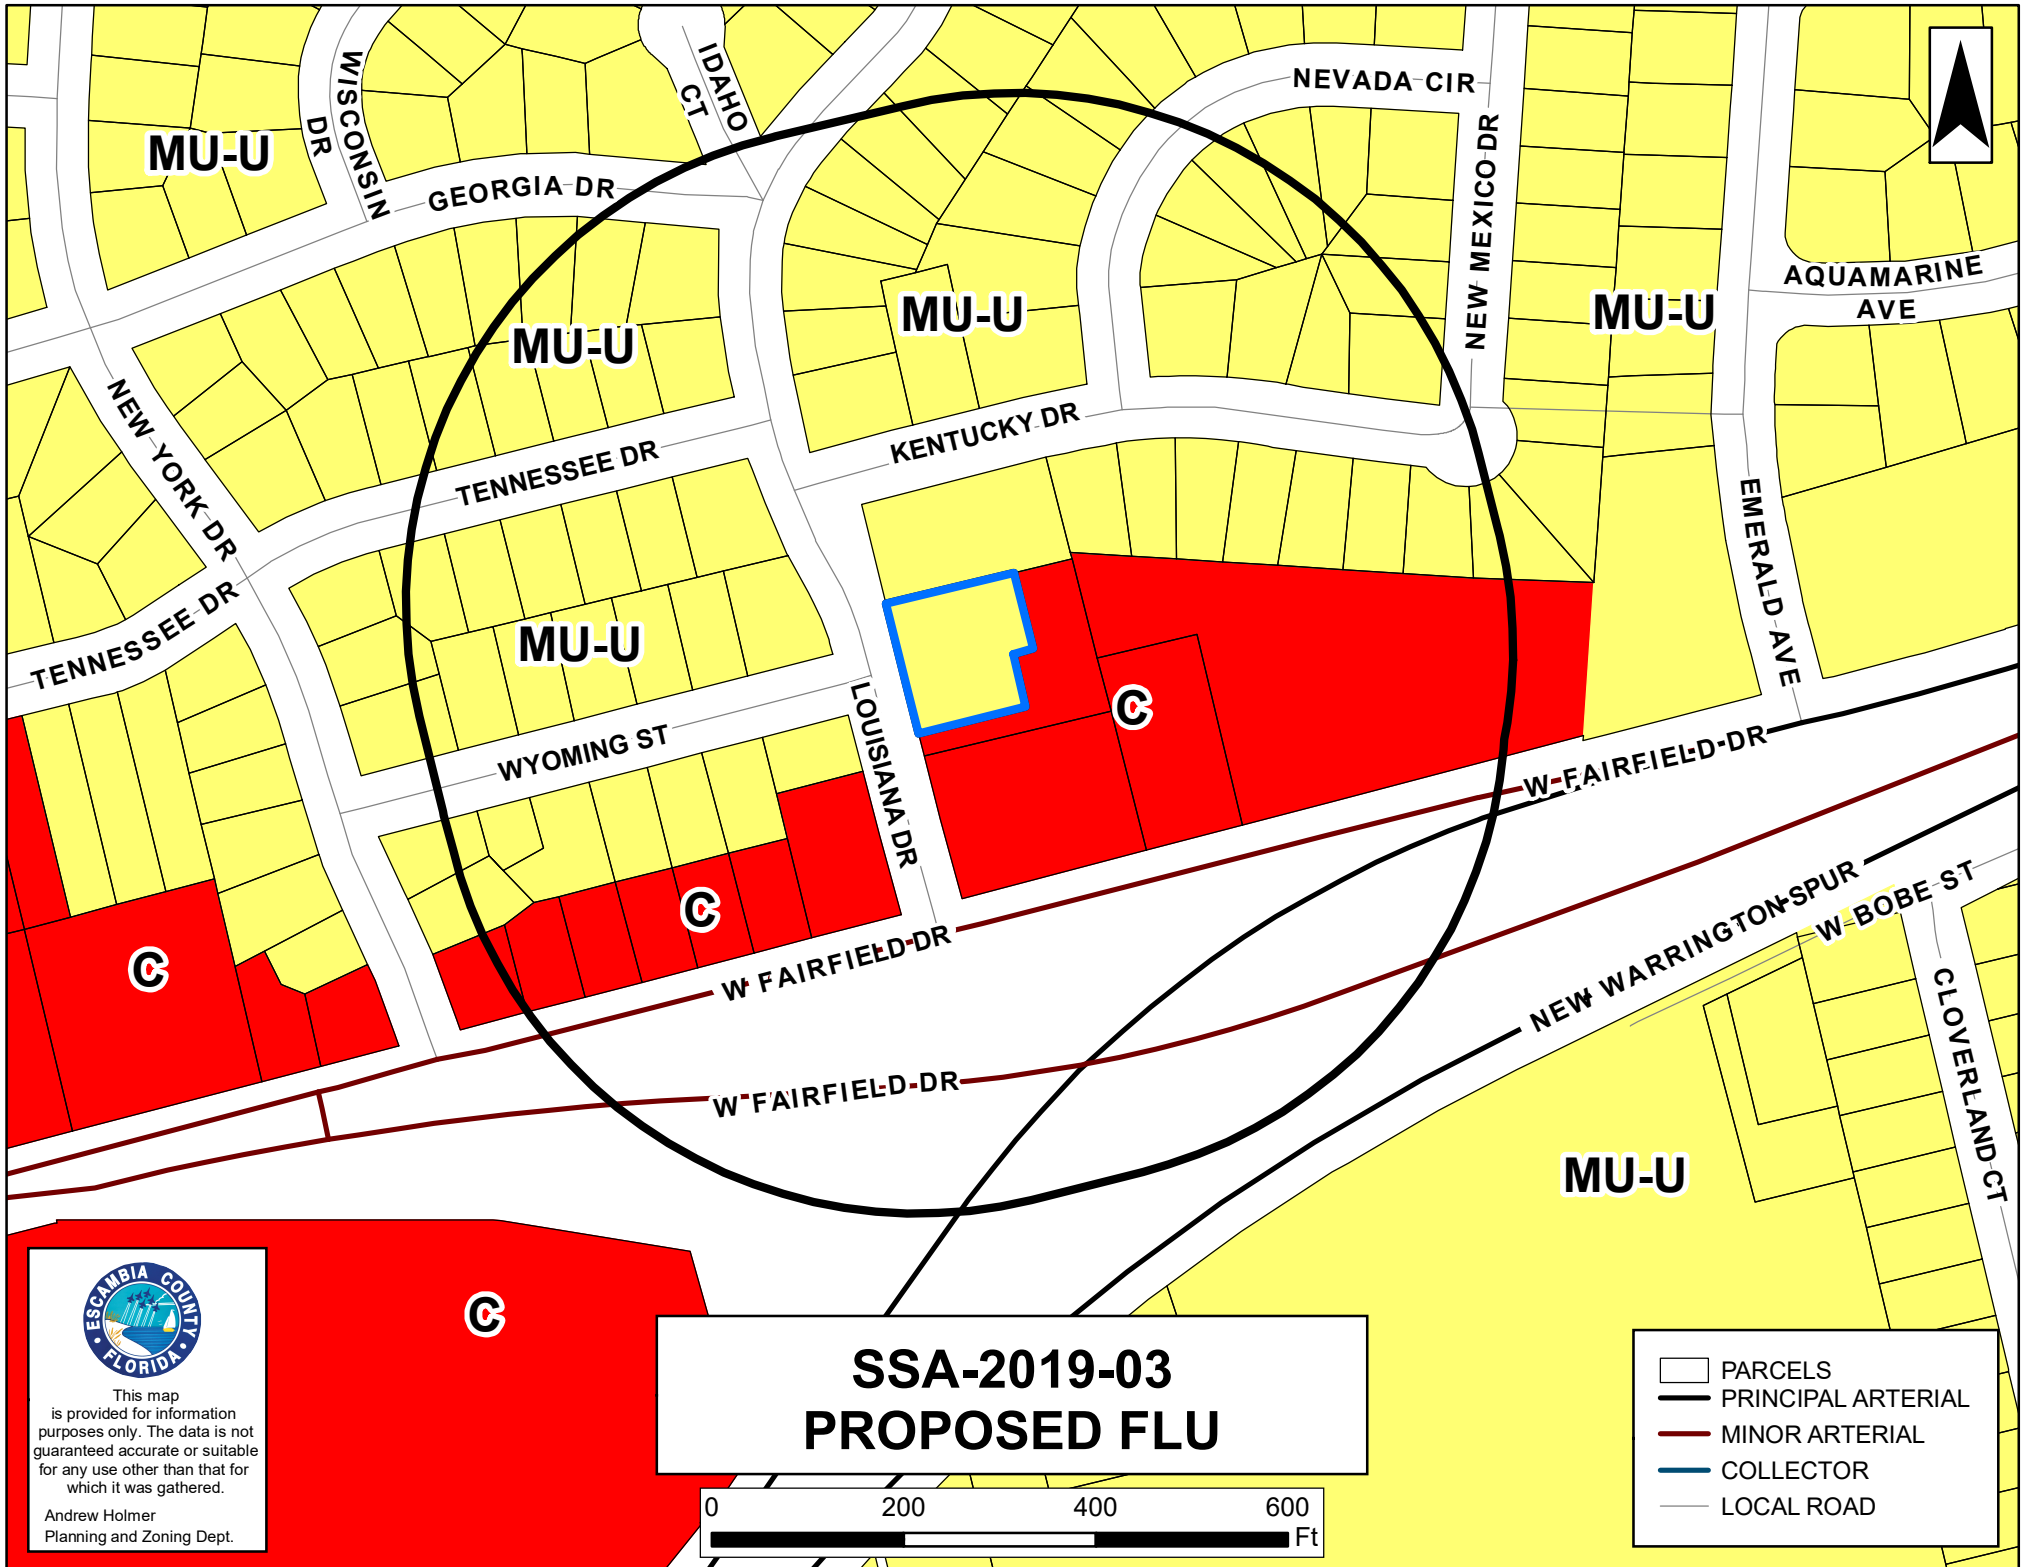 WISCONSIN
DR
IDAHO
CT
NEVADA CIR
MU-U
GEORGIA DR
NEW MEXICO DR
AQUAMARINE
AVE
MU-U
MU-U
MU-U
NEW YORK DR
TENNESSEE DR
KENTUCKY DR
EMERALD AVE
TENNESSEE DR
MU-U
C
LOUISIANA DR
WYOMING ST
W FAIRFIELD DR
C
C
W FAIRFIELD DR
NEW WARRINGTON SPUR
W BOBE ST
CLOVERLAND CT
W FAIRFIELD DR
MU-U
C
ESCAMBIA COUNTY
FLORIDA
This map
is provided for information
purposes only. The data is not
guaranteed accurate or suitable
for any use other than that for
which it was gathered.
Andrew Holmer
Planning and Zoning Dept.
SSA-2019-03
PROPOSED FLU
0 200 400 600
Ft
PARCELS
PRINCIPAL ARTERIAL
MINOR ARTERIAL
COLLECTOR
LOCAL ROAD